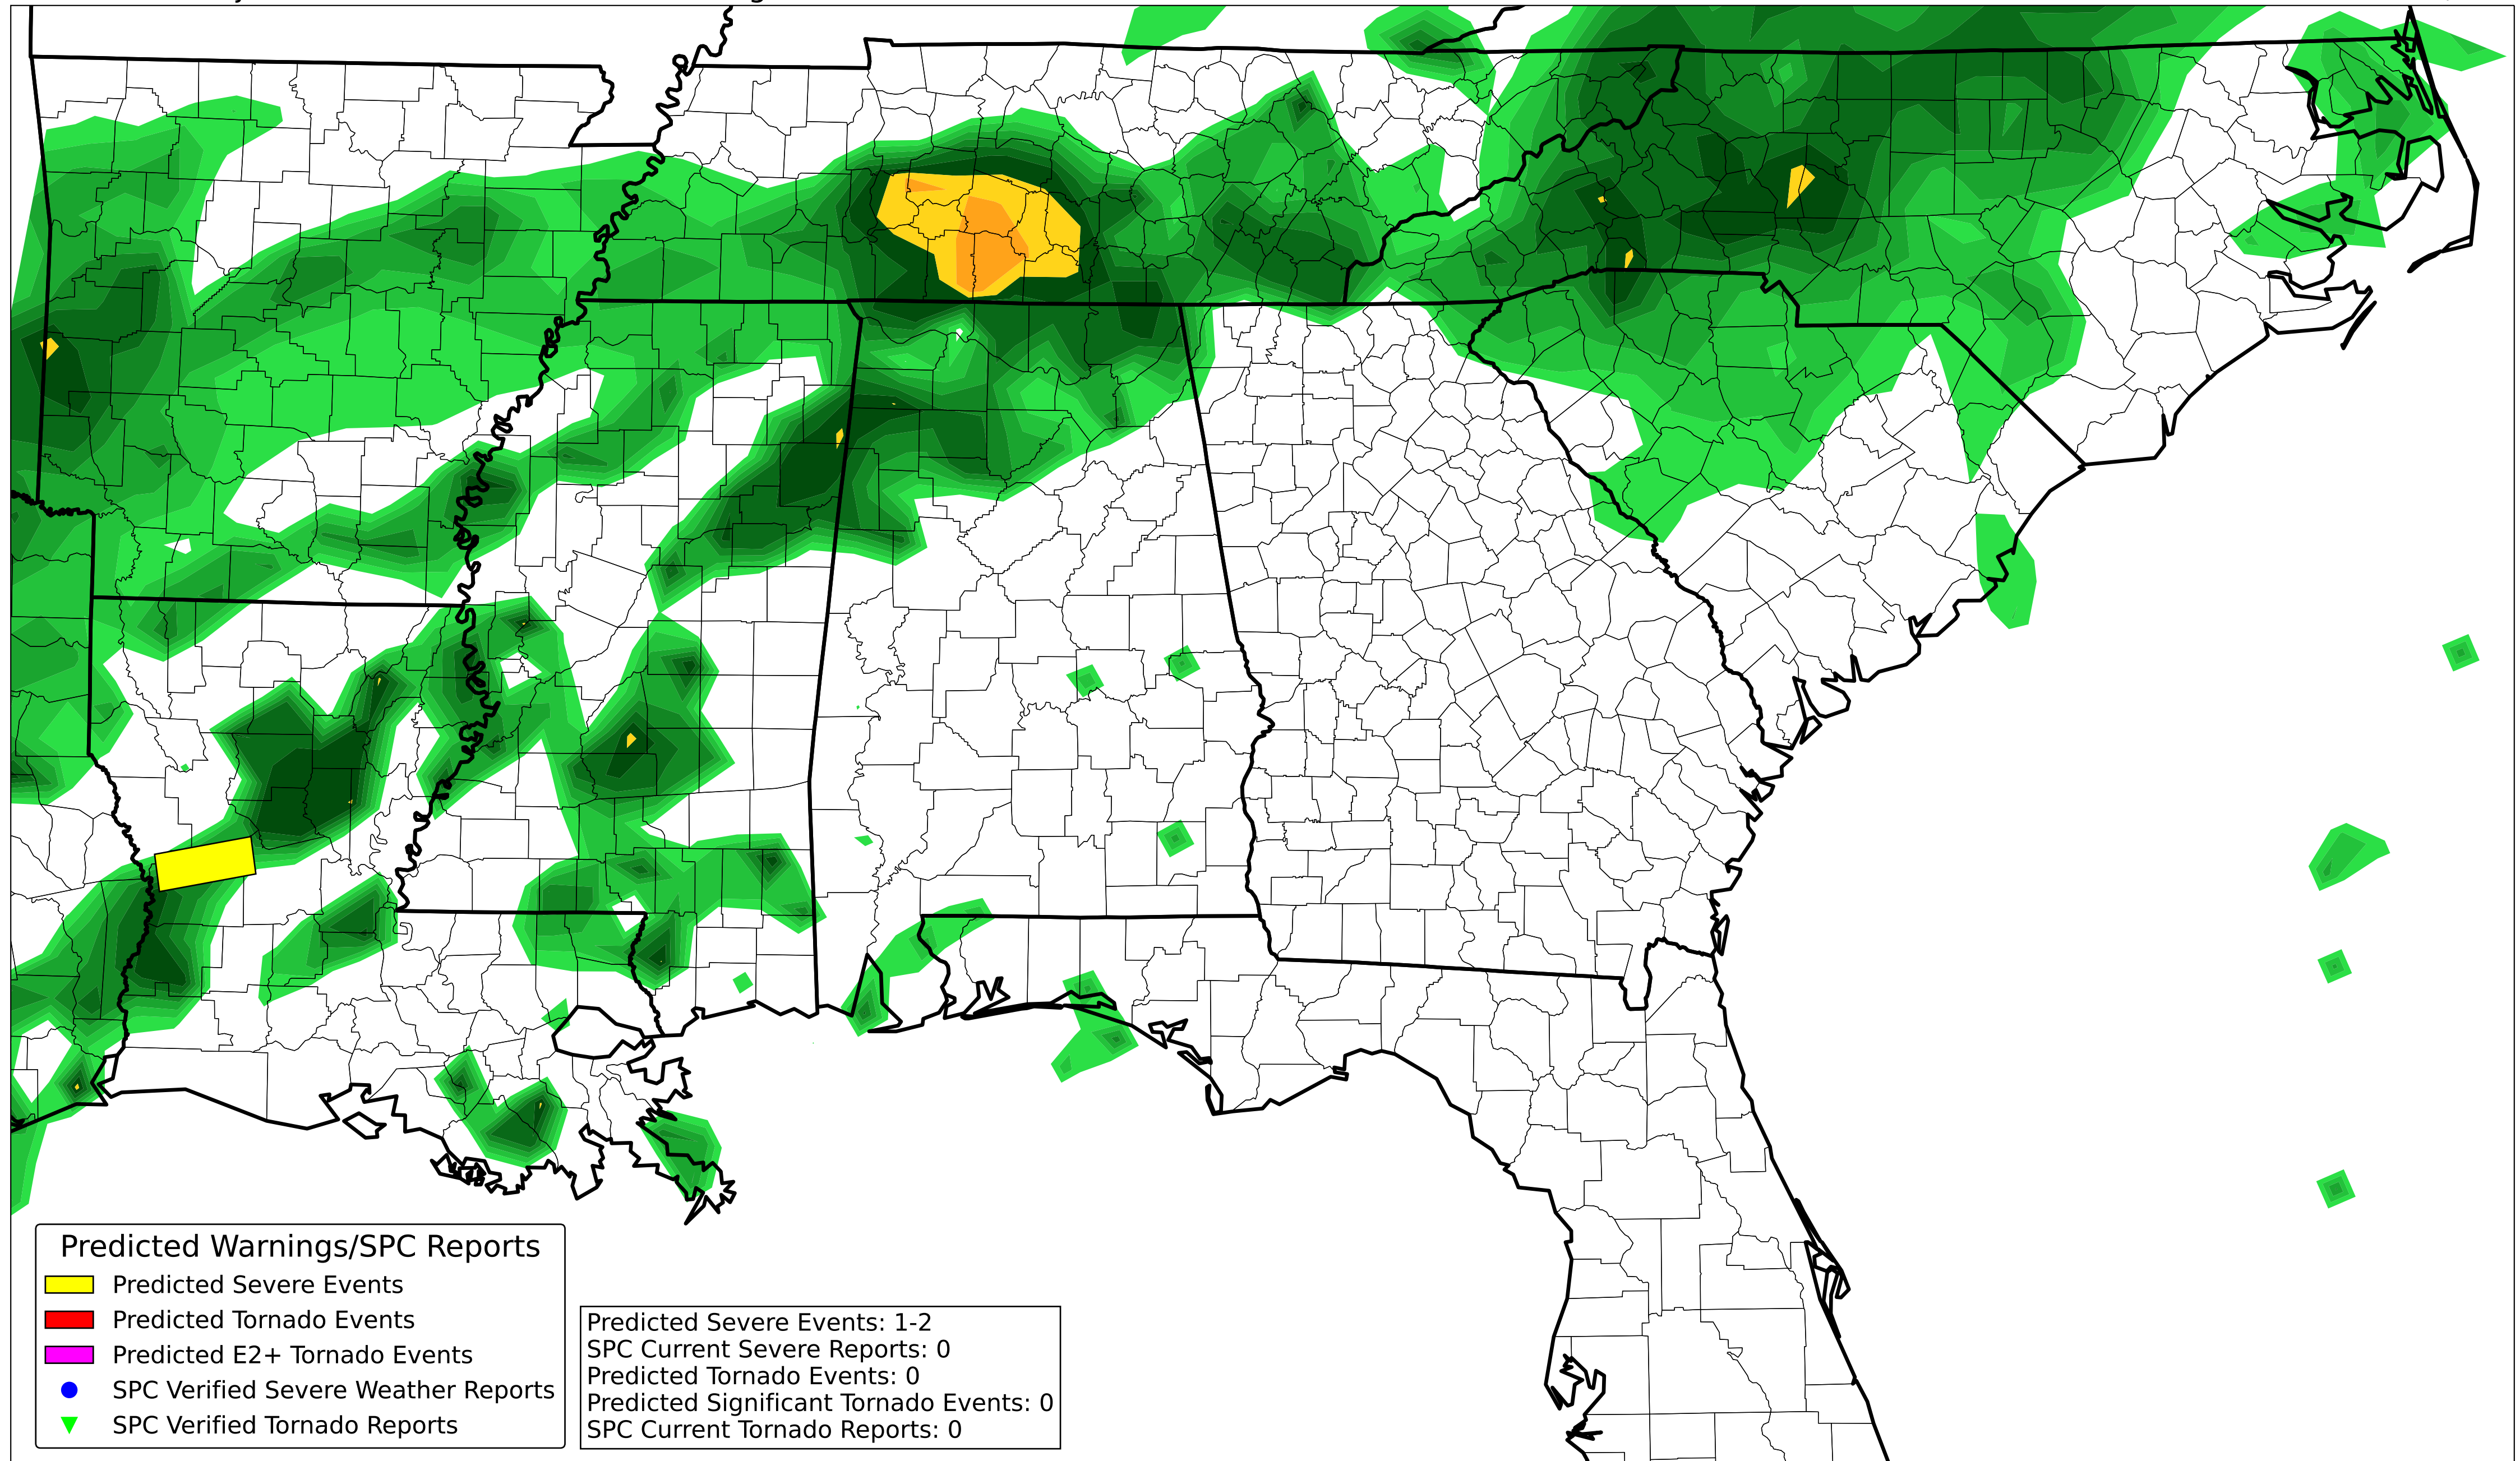 Predicted Warnings/SPC Reports
Predicted Severe Events
Predicted Tornado Events
Predicted E2+ Tornado Events
SPC Verified Severe Weather Reports
SPC Verified Tornado Reports
Predicted Severe Events: 1-2
SPC Current Severe Reports: 0
Predicted Tornado Events: 0
Predicted Significant Tornado Events: 0
SPC Current Tornado Reports: 0